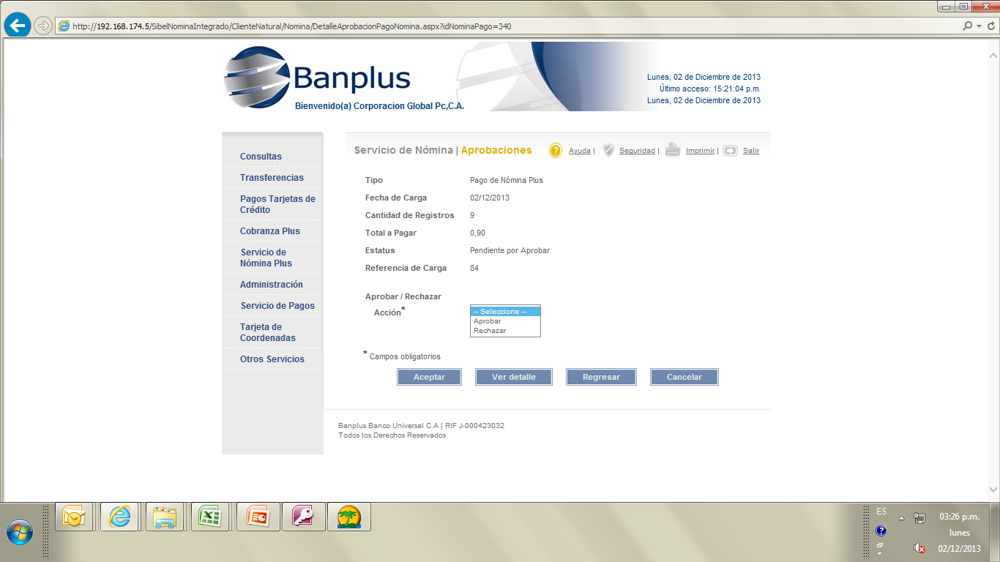 http://192.168.174.5/SibelNominaIntegrado/ClienteNatural/Nomina/DetalleAprobacionPagoNomina.aspx?idNominaPago=340
Banplus
Bienvenido(a) Corporacion Global Pc,C.A.
Lunes, 02 de Diciembre de 2013
Último acceso: 15:21:04 p.m.
Lunes, 02 de Diciembre de 2013
Consultas
Transferencias
Pagos Tarjetas de
Crédito
Cobranza Plus
Servicio de
Nómina Plus
Administración
Servicio de Pagos
Tarjeta de
Coordenadas
Otros Servicios
Servicio de Nómina | Aprobaciones
Ayuda | Seguridad | Imprimir | Salir
Tipo Pago de Nómina Plus
Fecha de Carga 02/12/2013
Cantidad de Registros 9
Total a Pagar 0,90
Estatus Pendiente por Aprobar
Referencia de Carga 84
Aprobar / Rechazar
Acción* -- Seleccione --
Aprobar
Rechazar
* Campos obligatorios
Aceptar Ver detalle Regresar Cancelar
Banplus Banco Universal C.A | RIF J-000423032
Todos los Derechos Reservados
ES
03:26 p.m.
lunes
02/12/2013